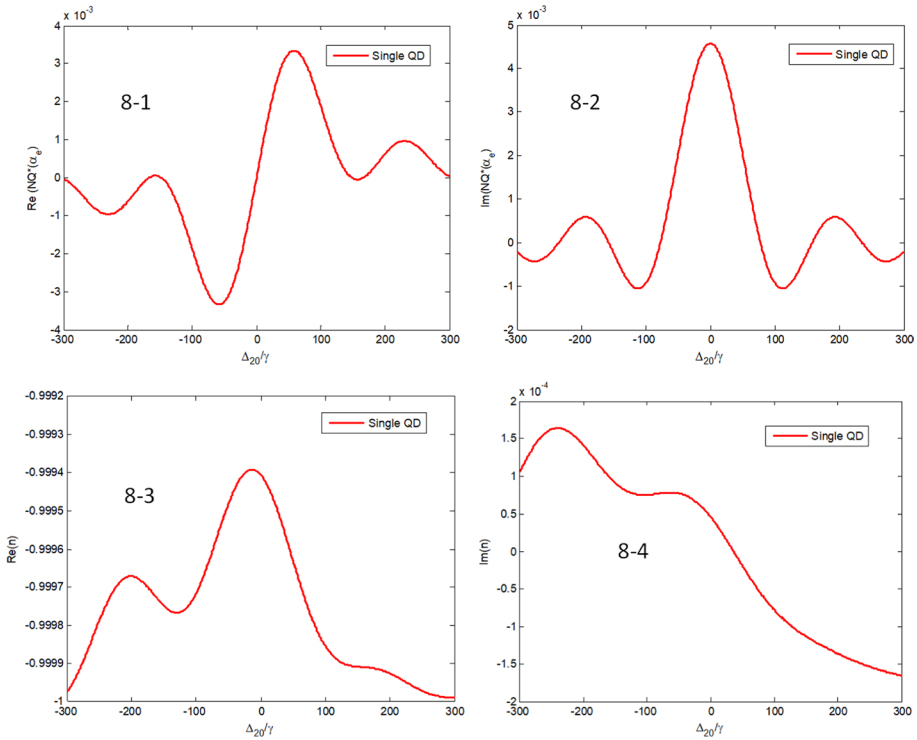 x 10⁻³
4
3
2
1
0
-1
-2
-3
-4
Re (NQ*(αₑ)
8-1
Single QD
-300 -200 -100 0 100 200 300
Δ₂₀/γ
x 10⁻³
5
4
3
2
1
0
-1
-2
Im(NQ*(αₑ)
8-2
Single QD
-300 -200 -100 0 100 200 300
Δ₂₀/γ
-0.9992
-0.9993
-0.9994
-0.9995
-0.9996
-0.9997
-0.9998
-0.9999
-1
Re(n)
8-3
Single QD
-300 -200 -100 0 100 200 300
Δ₂₀/γ
x 10⁻⁴
2
1.5
1
0.5
0
-0.5
-1
-1.5
-2
Im(n)
8-4
Single QD
-300 -200 -100 0 100 200 300
Δ₂₀/γ